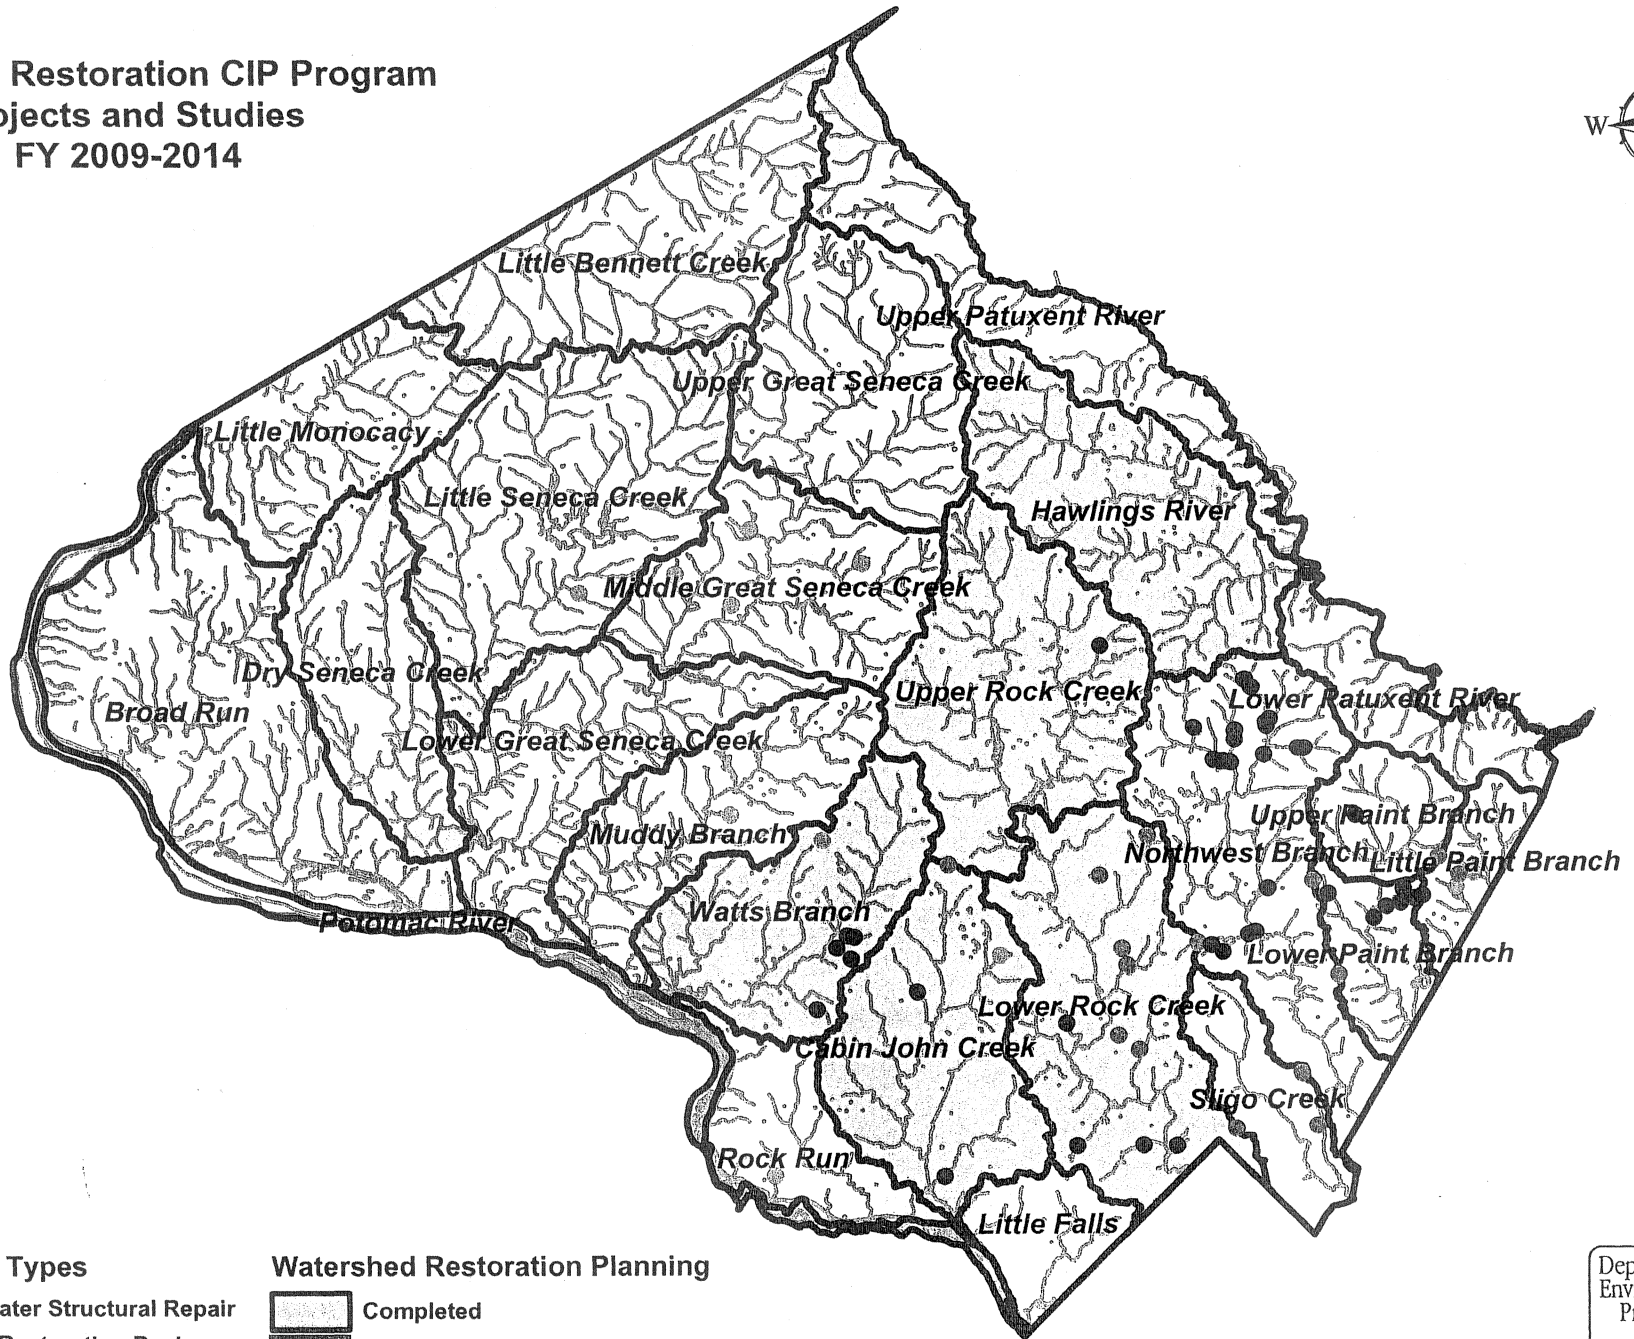 Restoration CIP Program
ojects and Studies
FY 2009-2014
W
Little Bennett Creek
Upper Patuxent River
Upper Great Seneca Creek
Little Monocacy
Little Seneca Creek
Hawlings River
Middle Great Seneca Creek
Dry Seneca Creek
Upper Rock Creek
Lower Patuxent River
Broad Run
Lower Great Seneca Creek
Upper Paint Branch
Muddy Branch
Northwest Branch
Little Paint Branch
Watts Branch
Potomac River
Lower Paint Branch
Lower Rock Creek
Cabin John Creek
Sligo Creek
Rock Run
Little Falls
Types
Watershed Restoration Planning
ater Structural Repair
Completed
Dep
Env
P